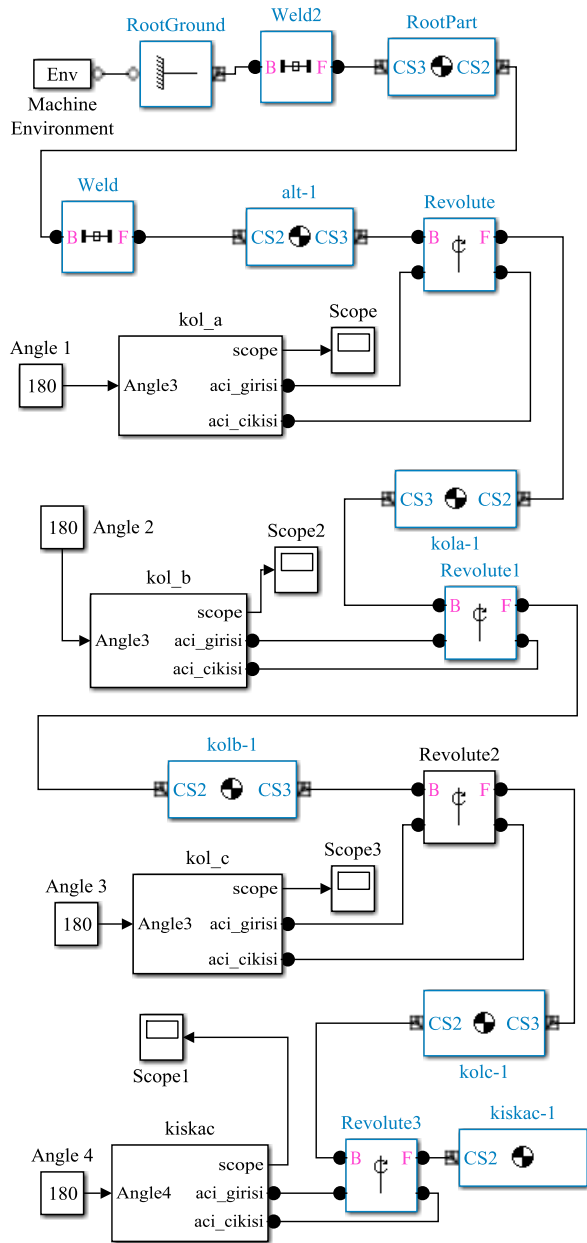 Weld2
RootGround
RootPart
Env
B F
CS3 CS2
Machine
Environment
Weld
alt-1
Revolute
B F
CS2 CS3
B F
Scope
kol_a
Angle 1
scope
180
Angle3
aci_girisi
aci_cikisi
CS3 CS2
180
Angle 2
Scope2
kola-1
kol_b
Revolute1
scope
B F
Angle3
aci_girisi
aci_cikisi
kolb-1
Revolute2
CS2 CS3
B F
kol_c
Scope3
Angle 3
scope
180
Angle3
aci_girisi
aci_cikisi
CS2 CS3
Scope1
kolc-1
kiskac-1
Revolute3
kiskac
Angle 4
scope
B F
CS2
180
Angle4
aci_girisi
aci_cikisi